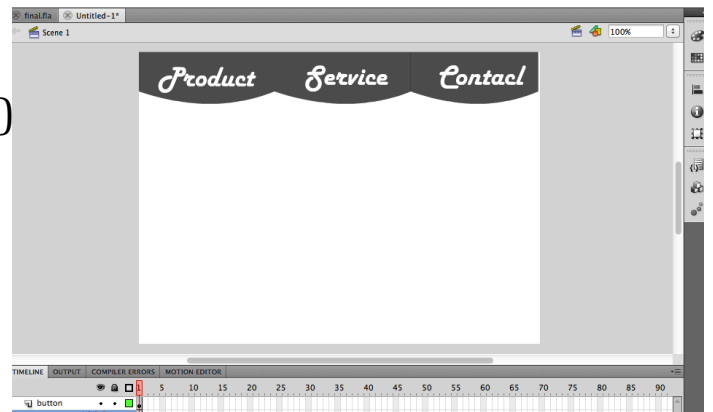 final.fla Untitled-1*
Scene 1 100%
Product Service Contacl
TIMELINE OUTPUT COMPILER ERRORS MOTION EDITOR
1 5 10 15 20 25 30 35 40 45 50 55 60 65 70 75 80 85 90
button